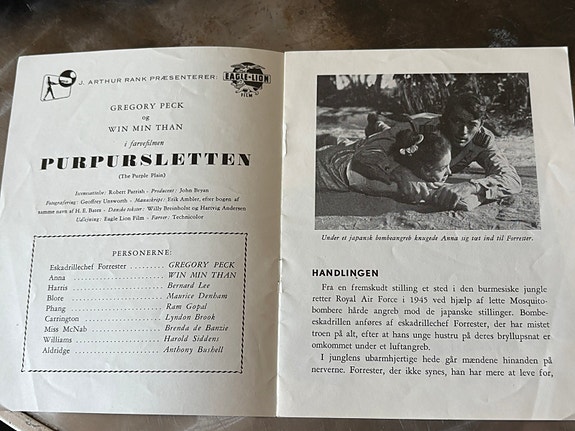 J. ARTHUR RANK PRÆSENTERER:
EAGLE-LION
FILM
GREGORY PECK
og
WIN MIN THAN
i farvefilmen
PURPURSLETTEN
(The Purple Plain)
Iscenesættelse: Robert Parrish - Producent: John Bryan
Fotografering: Geoffrey Unsworth - Manuskript: Erik Ambler, efter bogen af
samme navn af H. E. Bates - Danske tekster: Willy Breinholst og Hartvig Andersen
Udlejning: Eagle Lion Film - Farver: Technicolor
PERSONERNE:
Eskadrillechef Forrester .......... GREGORY PECK
Anna .......... WIN MIN THAN
Harris .......... Bernard Lee
Blore .......... Maurice Denham
Phang .......... Ram Gopal
Carrington .......... Lyndon Brook
Miss McNab .......... Brenda de Banzie
Williams .......... Harold Siddens
Aldridge .......... Anthony Bushell
Under et japansk bombeangreb knugede Anna sig tæt ind til Forrester.
HANDLINGEN
Fra en fremskudt stilling et sted i den burmesiske jungle
retter Royal Air Force i 1945 ved hjælp af lette Mosquito-
bombere hårde angreb mod de japanske stillinger. Bombe-
eskadrillen anføres af eskadrillechef Forrester, der har mistet
troen på alt, efter at hans unge hustru på deres bryllupsnat er
omkommet under et luftangreb.
I junglens ubarmhjertige hede går mændene hinanden på
nerverne. Forrester, der ikke synes, han har mere at leve for,